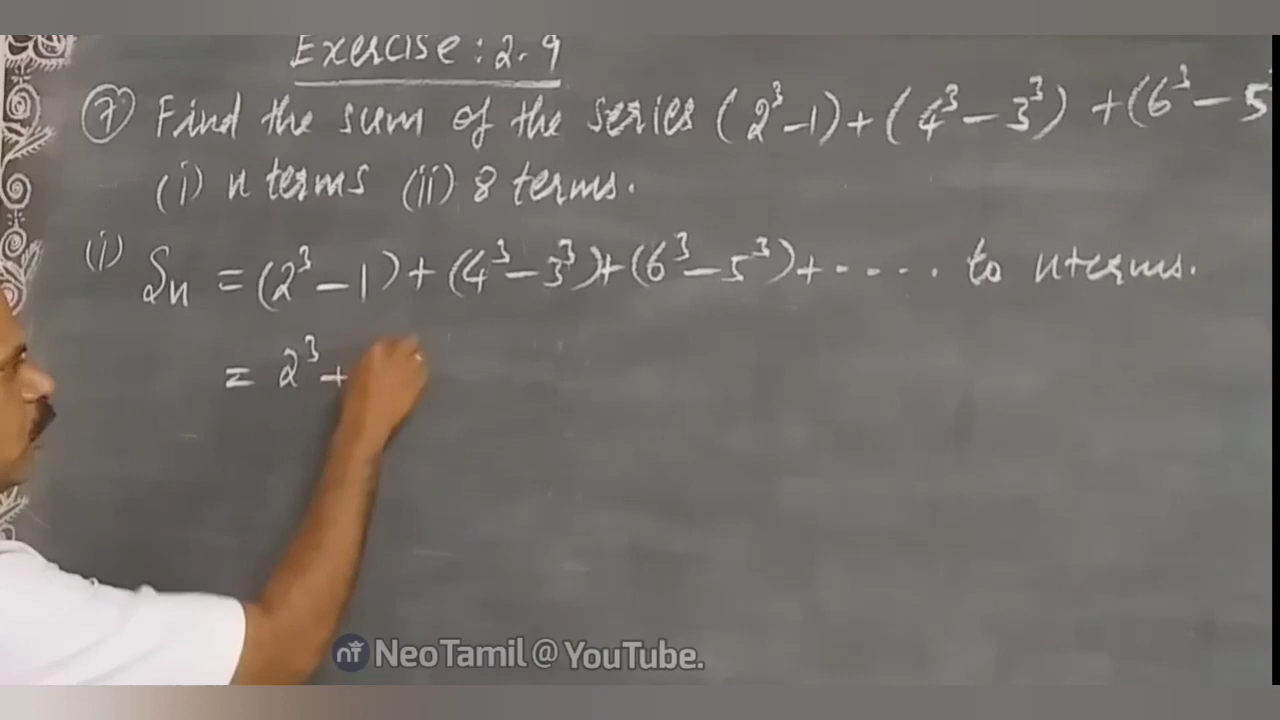 Exercise: 2.9
⑦ Find the sum of the series (2³-1)+(4³-3³)+(6³-5³
(i) n terms (ii) 8 terms.
(i) Sn = (2³-1)+(4³-3³)+(6³-5³)+..... to n terms.
= 2³+
NeoTamil @ YouTube.